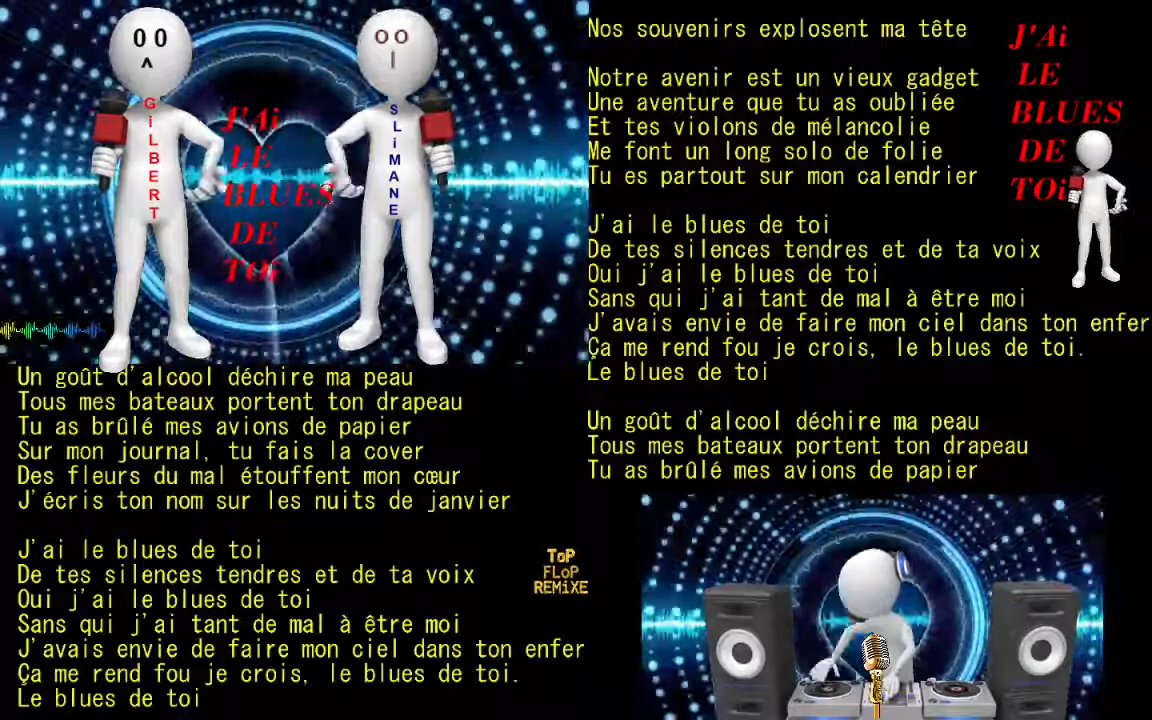 0 0
^
GiLBERT
O O
|
SLiMANE
J'Ai
LE
BLUES
DE
TOi
Un goût d'alcool déchire ma peau
Tous mes bateaux portent ton drapeau
Tu as brûlé mes avions de papier
Sur mon journal, tu fais la cover
Des fleurs du mal étouffent mon cœur
J'écris ton nom sur les nuits de janvier
J'ai le blues de toi
De tes silences tendres et de ta voix
Oui j'ai le blues de toi
Sans qui j'ai tant de mal à être moi
J'avais envie de faire mon ciel dans ton enfer
Ça me rend fou je crois, le blues de toi.
Le blues de toi
ToP
FLoP
REMiXE
Nos souvenirs explosent ma tête
Notre avenir est un vieux gadget
Une aventure que tu as oubliée
Et tes violons de mélancolie
Me font un long solo de folie
Tu es partout sur mon calendrier
J'ai le blues de toi
De tes silences tendres et de ta voix
Oui j'ai le blues de toi
Sans qui j'ai tant de mal à être moi
J'avais envie de faire mon ciel dans ton enfer
Ça me rend fou je crois, le blues de toi.
Le blues de toi
Un goût d'alcool déchire ma peau
Tous mes bateaux portent ton drapeau
Tu as brûlé mes avions de papier
J'Ai
LE
BLUES
DE
TOi